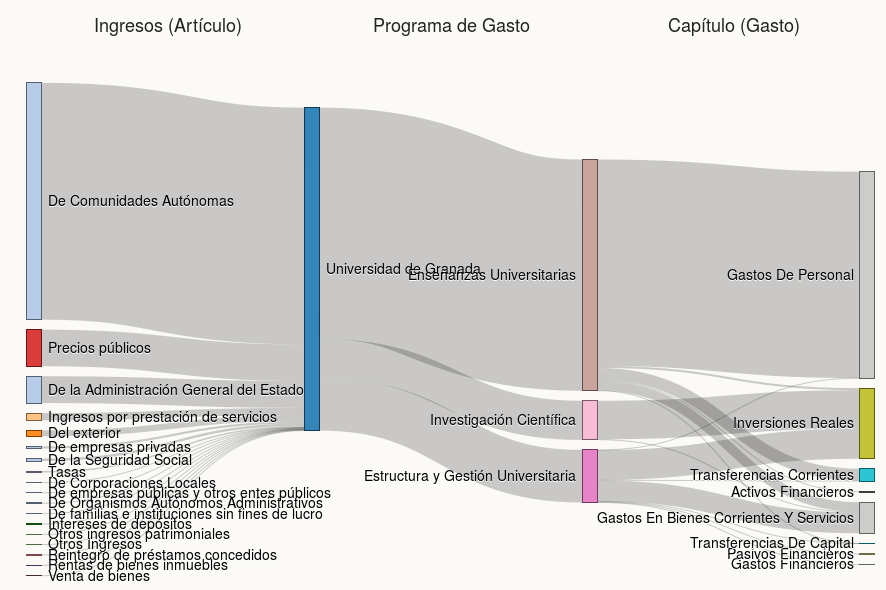 Ingresos (Artículo)
Programa de Gasto
Capítulo (Gasto)
De Comunidades Autónomas
Precios públicos
De la Administración General del Estado
Ingresos por prestación de servicios
Del exterior
De empresas privadas
De la Seguridad Social
Tasas
De Corporaciones Locales
De empresas públicas y otros entes públicos
De Organismos Autónomos Administrativos
De familias e instituciones sin fines de lucro
Intereses de depósitos
Otros ingresos patrimoniales
Otros Ingresos
Reintegro de préstamos concedidos
Rentas de bienes inmuebles
Venta de bienes
Universidad de Granada
Enseñanzas Universitarias
Investigación Científica
Estructura y Gestión Universitaria
Gastos De Personal
Inversiones Reales
Transferencias Corrientes
Activos Financieros
Gastos En Bienes Corrientes Y Servicios
Transferencias De Capital
Pasivos Financieros
Gastos Financieros